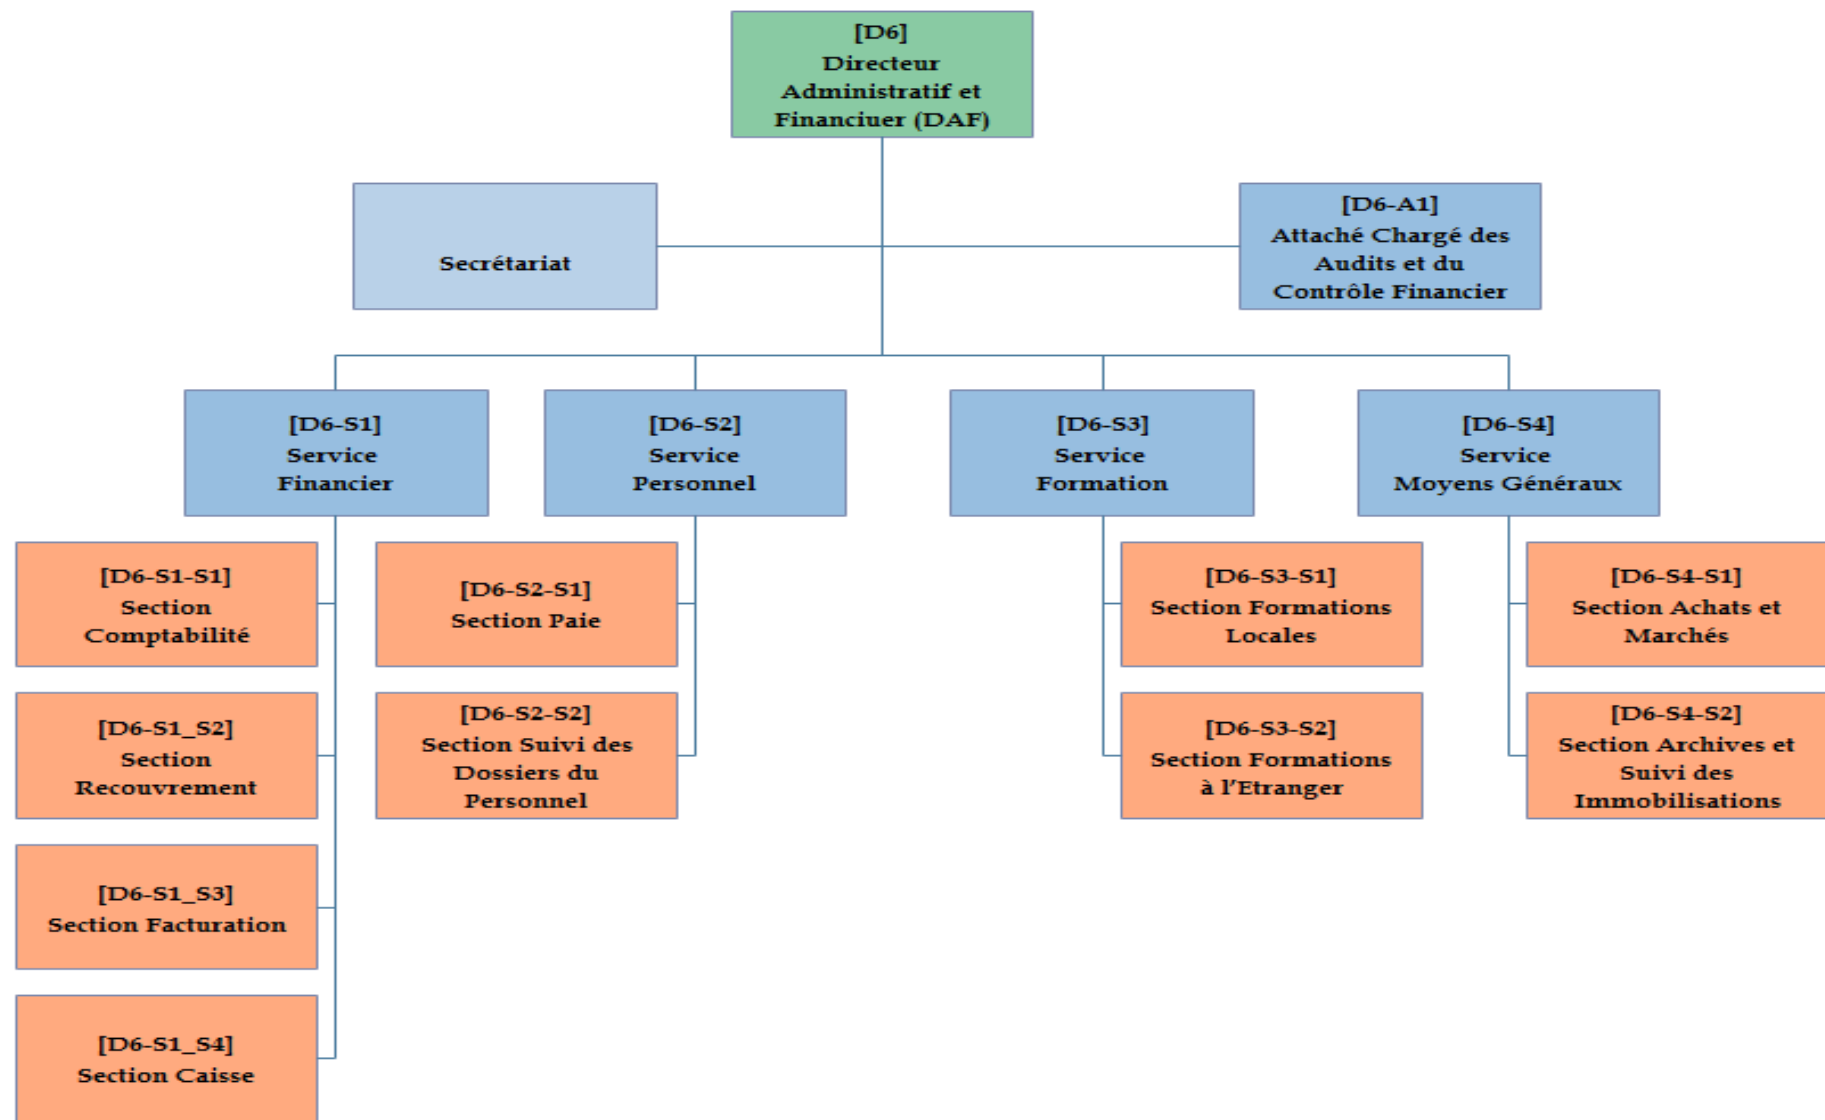 [D6]
Directeur
Administratif et
Financiuer (DAF)
Secrétariat
[D6-A1]
Attaché Chargé des
Audits et du
Contrôle Financier
[D6-S1]
Service
Financier
[D6-S2]
Service
Personnel
[D6-S3]
Service
Formation
[D6-S4]
Service
Moyens Généraux
[D6-S1-S1]
Section
Comptabilité
[D6-S2-S1]
Section Paie
[D6-S3-S1]
Section Formations
Locales
[D6-S4-S1]
Section Achats et
Marchés
[D6-S1_S2]
Section
Recouvrement
[D6-S2-S2]
Section Suivi des
Dossiers du
Personnel
[D6-S3-S2]
Section Formations
à l’Etranger
[D6-S4-S2]
Section Archives et
Suivi des
Immobilisations
[D6-S1_S3]
Section Facturation
[D6-S1_S4]
Section Caisse